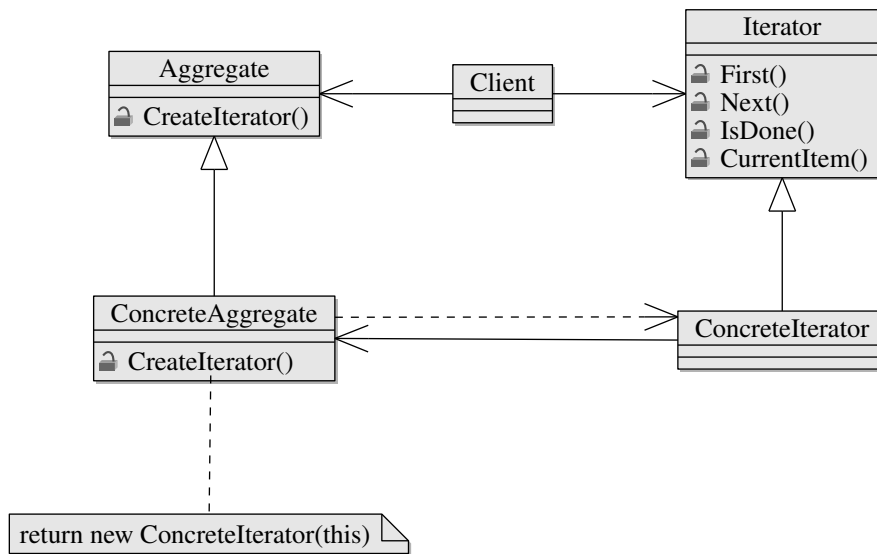 Aggregate
CreateIterator()
Client
Iterator
First()
Next()
IsDone()
CurrentItem()
ConcreteAggregate
CreateIterator()
ConcreteIterator
return new ConcreteIterator(this)